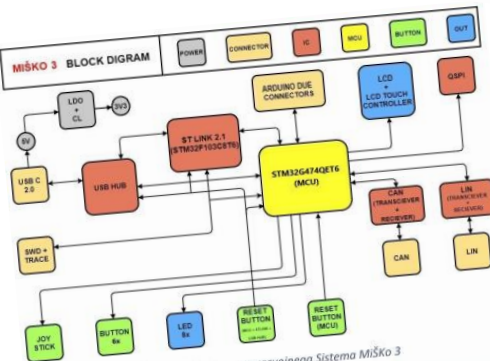 MIŠKO 3 BLOCK DIGRAM
POWER
CONNECTOR
IC
MCU
BUTTON
OUT
LDO
+
CL
3V3
5V
USB C
2.0
USB HUB
ST LINK 2.1
(STM32F103C8T6)
ARDUINO DUE
CONNECTORS
LCD
+
LCD TOUCH
CONTROLLER
QSPI
STM32G474QET6
(MCU)
CAN
(TRANSCIEVER
+
RECIEVER)
LIN
(TRANSCIEVER
+
RECIEVER)
CAN
LIN
SWD +
TRACE
JOY
STICK
BUTTON
6x
LED
8x
RESET
BUTTON
RESET
BUTTON
(MCU)
Sistema MiŠKo 3